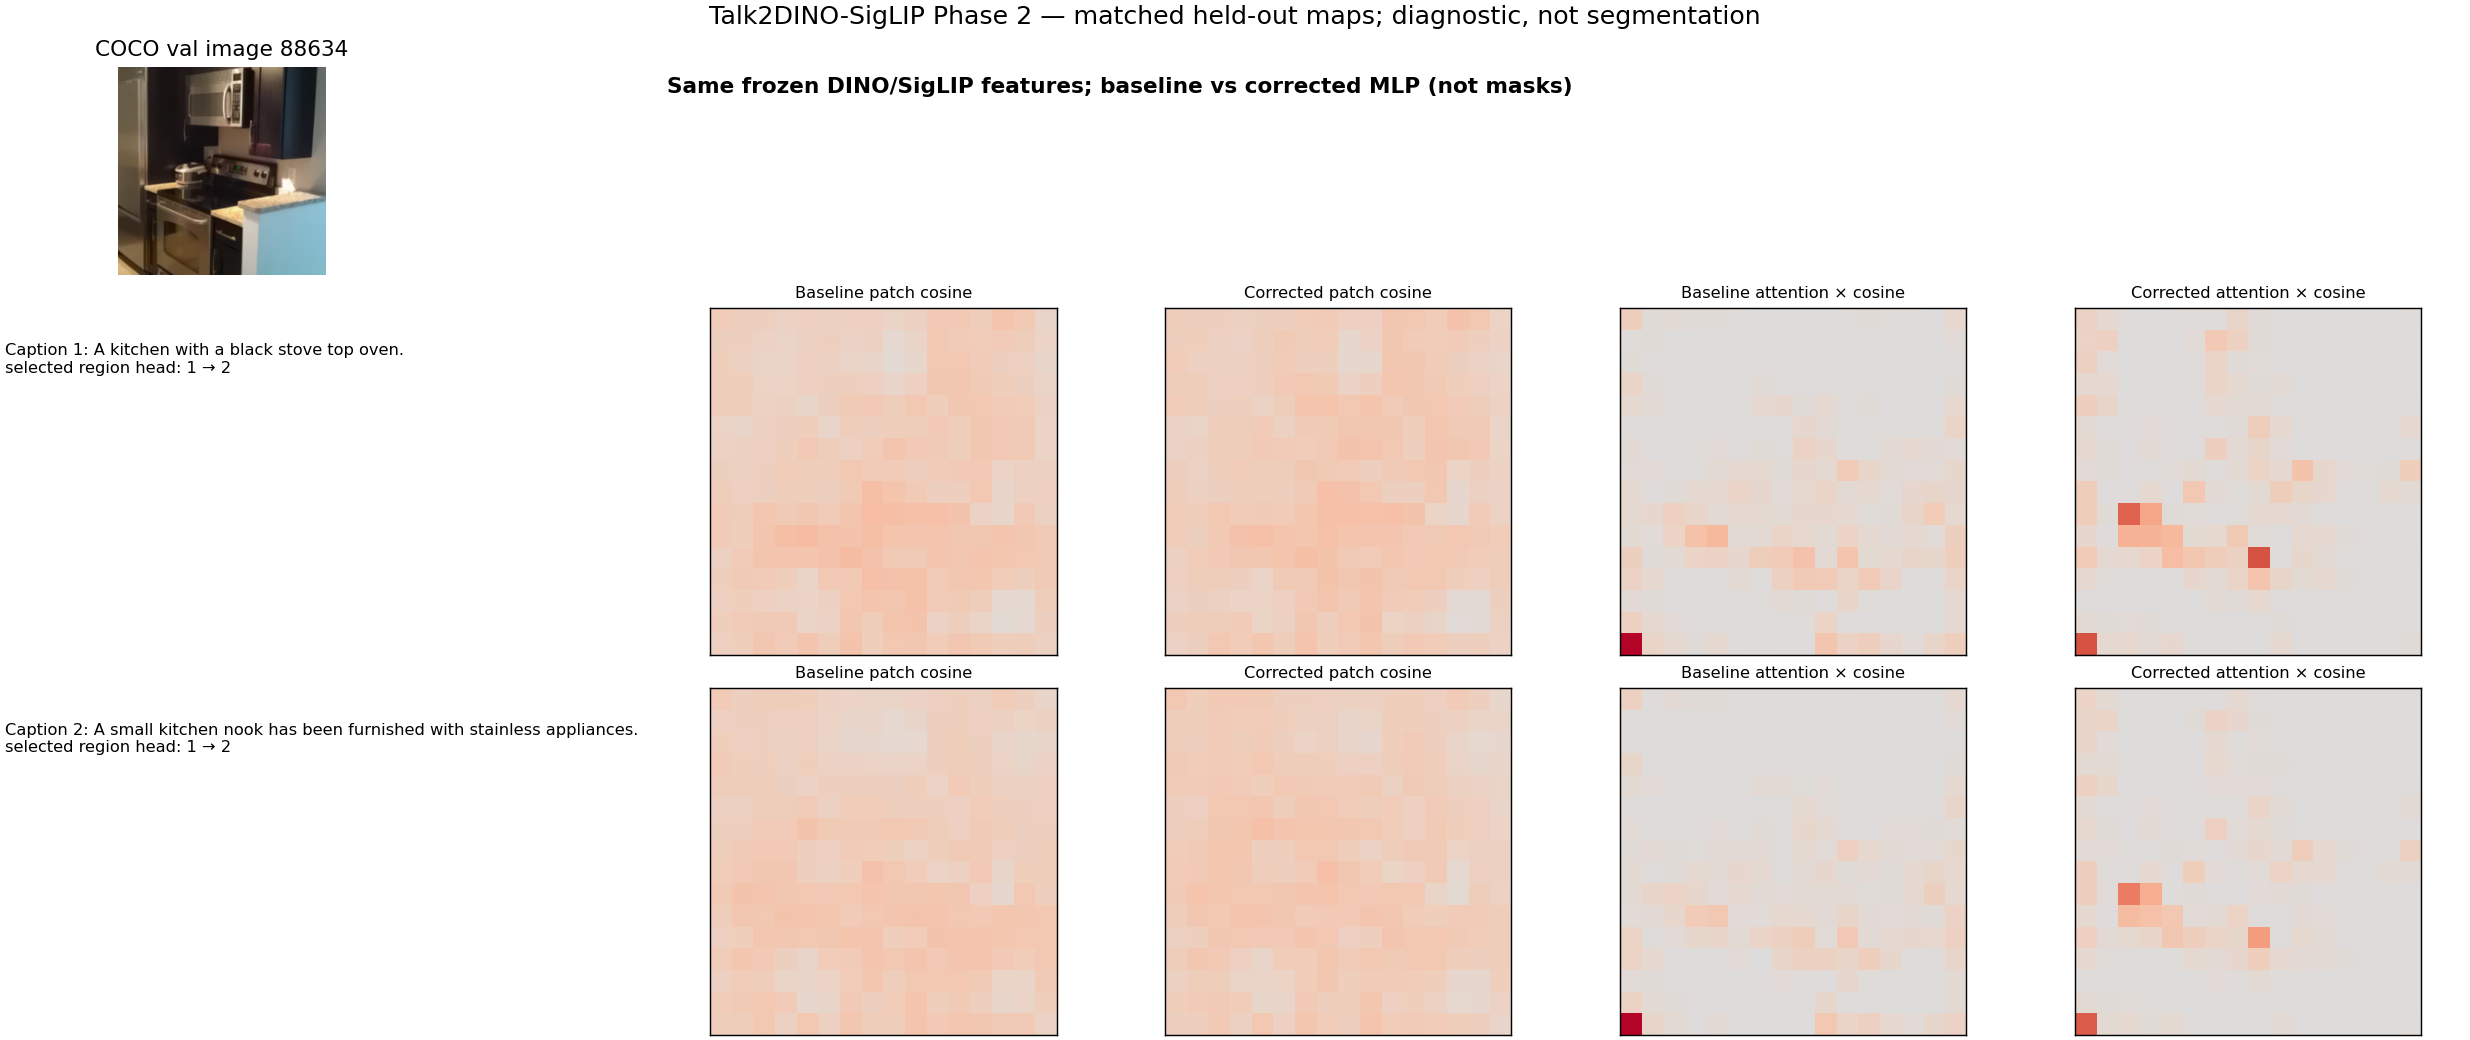 Talk2DINO-SigLIP Phase 2 — matched held-out maps; diagnostic, not segmentation
COCO val image 88634
Same frozen DINO/SigLIP features; baseline vs corrected MLP (not masks)
Baseline patch cosine
Corrected patch cosine
Baseline attention × cosine
Corrected attention × cosine
Caption 1: A kitchen with a black stove top oven.
selected region head: 1 → 2
Baseline patch cosine
Corrected patch cosine
Baseline attention × cosine
Corrected attention × cosine
Caption 2: A small kitchen nook has been furnished with stainless appliances.
selected region head: 1 → 2